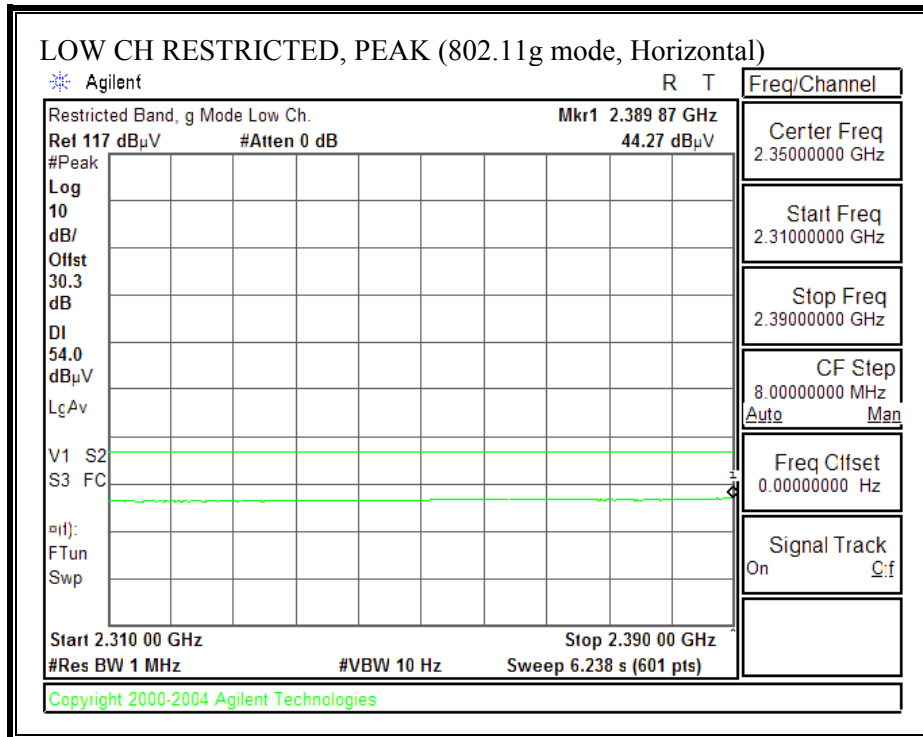 LOW CH RESTRICTED, PEAK (802.11g mode, Horizontal)
Agilent R T
Restricted Band, g Mode Low Ch. Mkr1 2.389 87 GHz
Ref 117 dBµV #Atten 0 dB 44.27 dBµV
#Peak
Log
10
dB/
Offst
30.3
dB
DI
54.0
dBµV
LgAv
V1 S2
S3 FC
¤(f):
FTun
Swp
1
Start 2.310 00 GHz Stop 2.390 00 GHz
#Res BW 1 MHz #VBW 10 Hz Sweep 6.238 s (601 pts)
Copyright 2000-2004 Agilent Technologies
Freq/Channel
Center Freq
2.35000000 GHz
Start Freq
2.31000000 GHz
Stop Freq
2.39000000 GHz
CF Step
8.00000000 MHz
Auto Man
Freq Offset
0.00000000 Hz
Signal Track
On Off